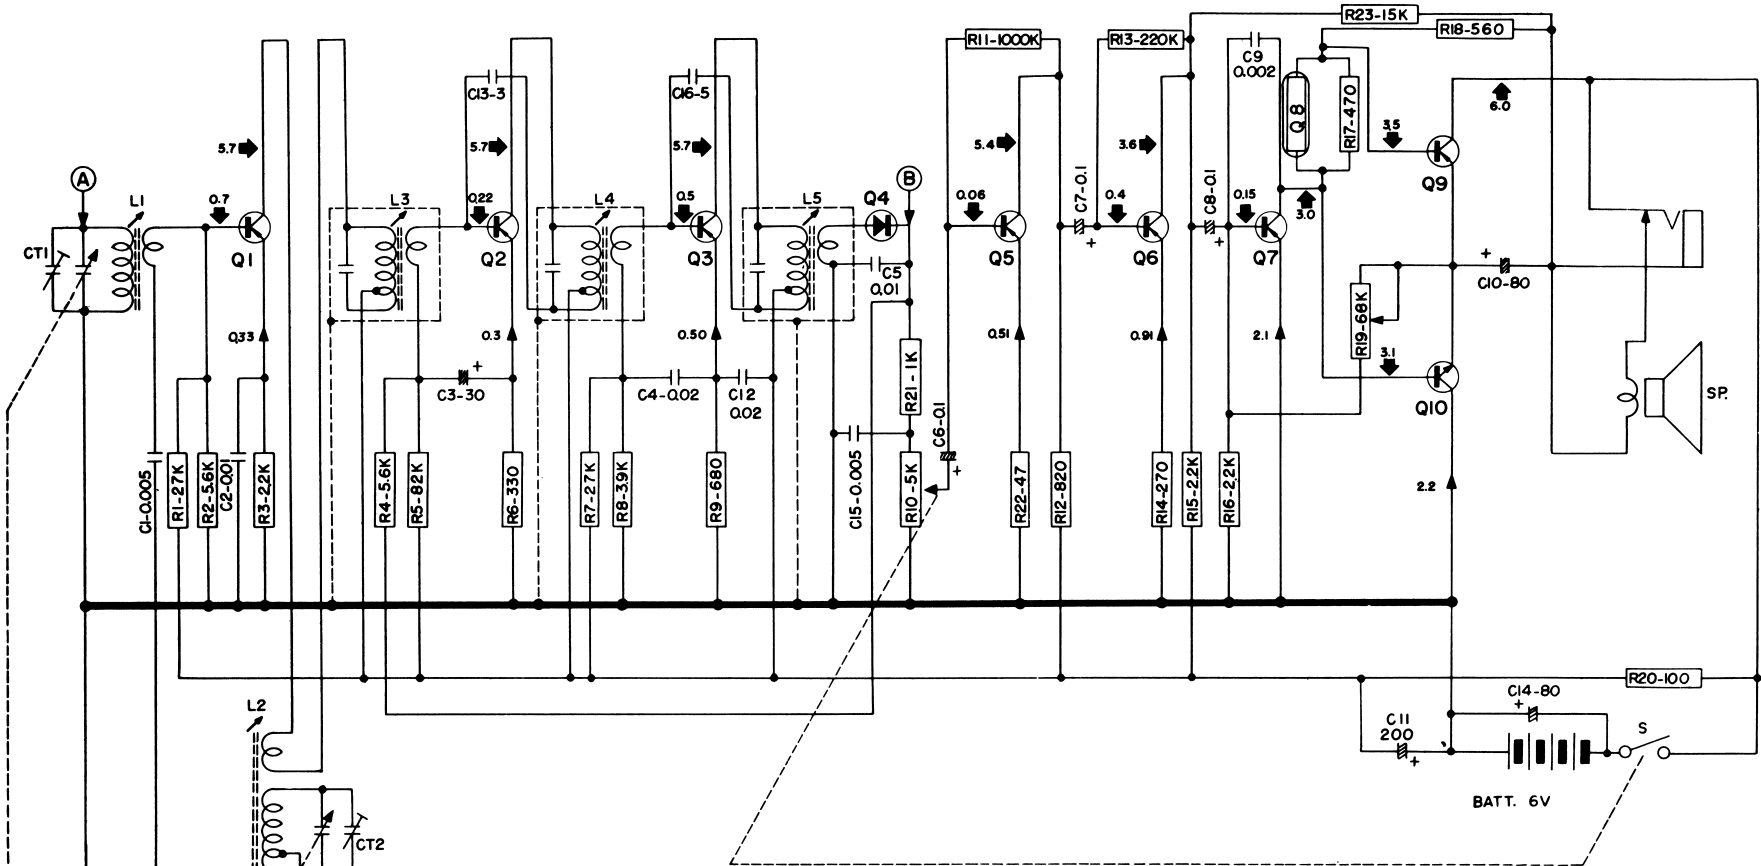 R23-15K
R18-560
R11-1000K
R13-220K
C9
0.002
C13-3
C16-5
Q8
R17-470
6.0
3.5
5.7
5.7
5.7
5.4
3.6
A
B
L1
L3
L4
L5
Q4
Q9
0.7
0.22
0.5
0.06
C7-0.1
+
0.4
C8-0.1
+
0.15
3.0
CT1
Q1
Q2
Q3
Q5
Q6
Q7
C5
0.01
+
C10-80
R19-68K
0.33
0.3
0.50
0.51
0.91
2.1
3.1
Q10
SP.
C3-30
+
C4-0.02
C12
0.02
R21-1K
C6-0.1
+
C1-0.005
R1-27K
R2-5.6K
C2-0.01
R3-2.2K
R4-5.6K
R5-82K
R6-330
R7-27K
R8-3.9K
R9-680
C15-0.005
R10-5K
R22-47
R12-820
R14-270
R15-2.2K
R16-2.2K
2.2
R20-100
L2
C14-80
+
C11
200
+
S
BATT. 6V
CT2